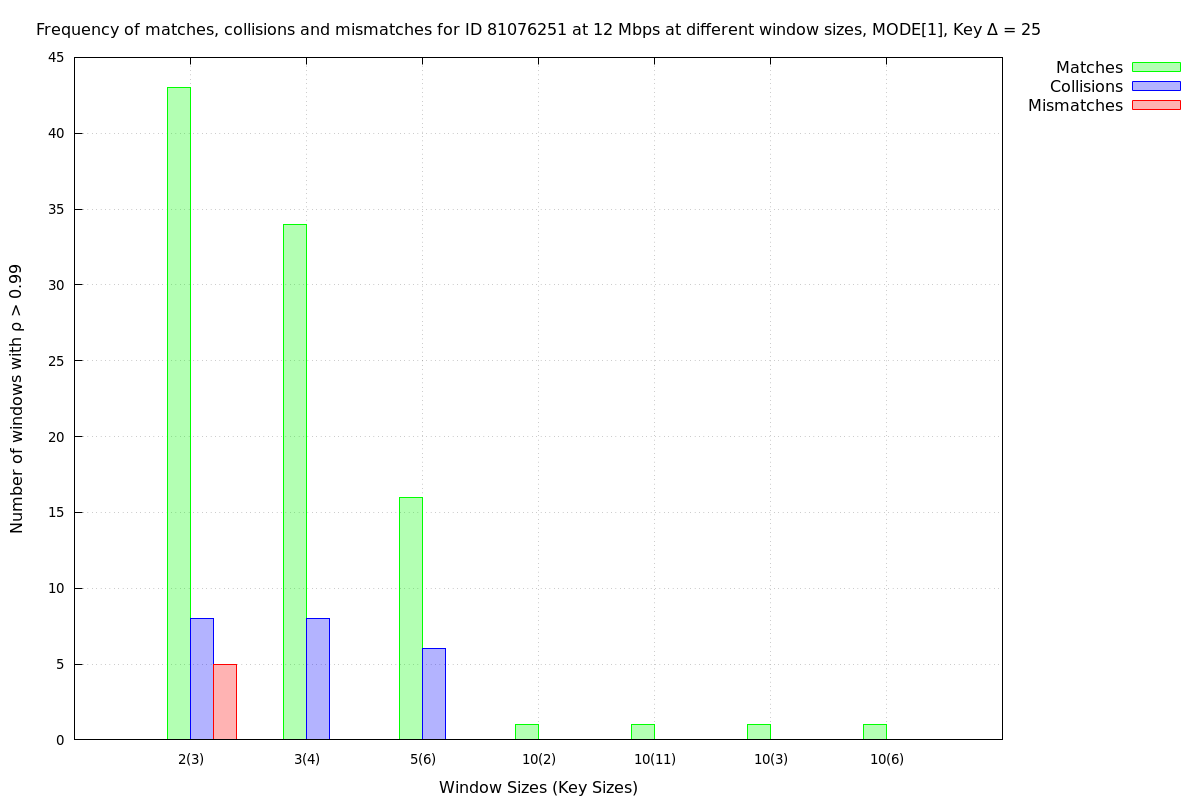 Frequency of matches, collisions and mismatches for ID 81076251 at 12 Mbps at different window sizes, MODE[1], Key Δ = 25
Matches
Collisions
Mismatches
Number of windows with ρ > 0.99
45
40
35
30
25
20
15
10
5
0
2(3) 3(4) 5(6) 10(2) 10(11) 10(3) 10(6)
Window Sizes (Key Sizes)